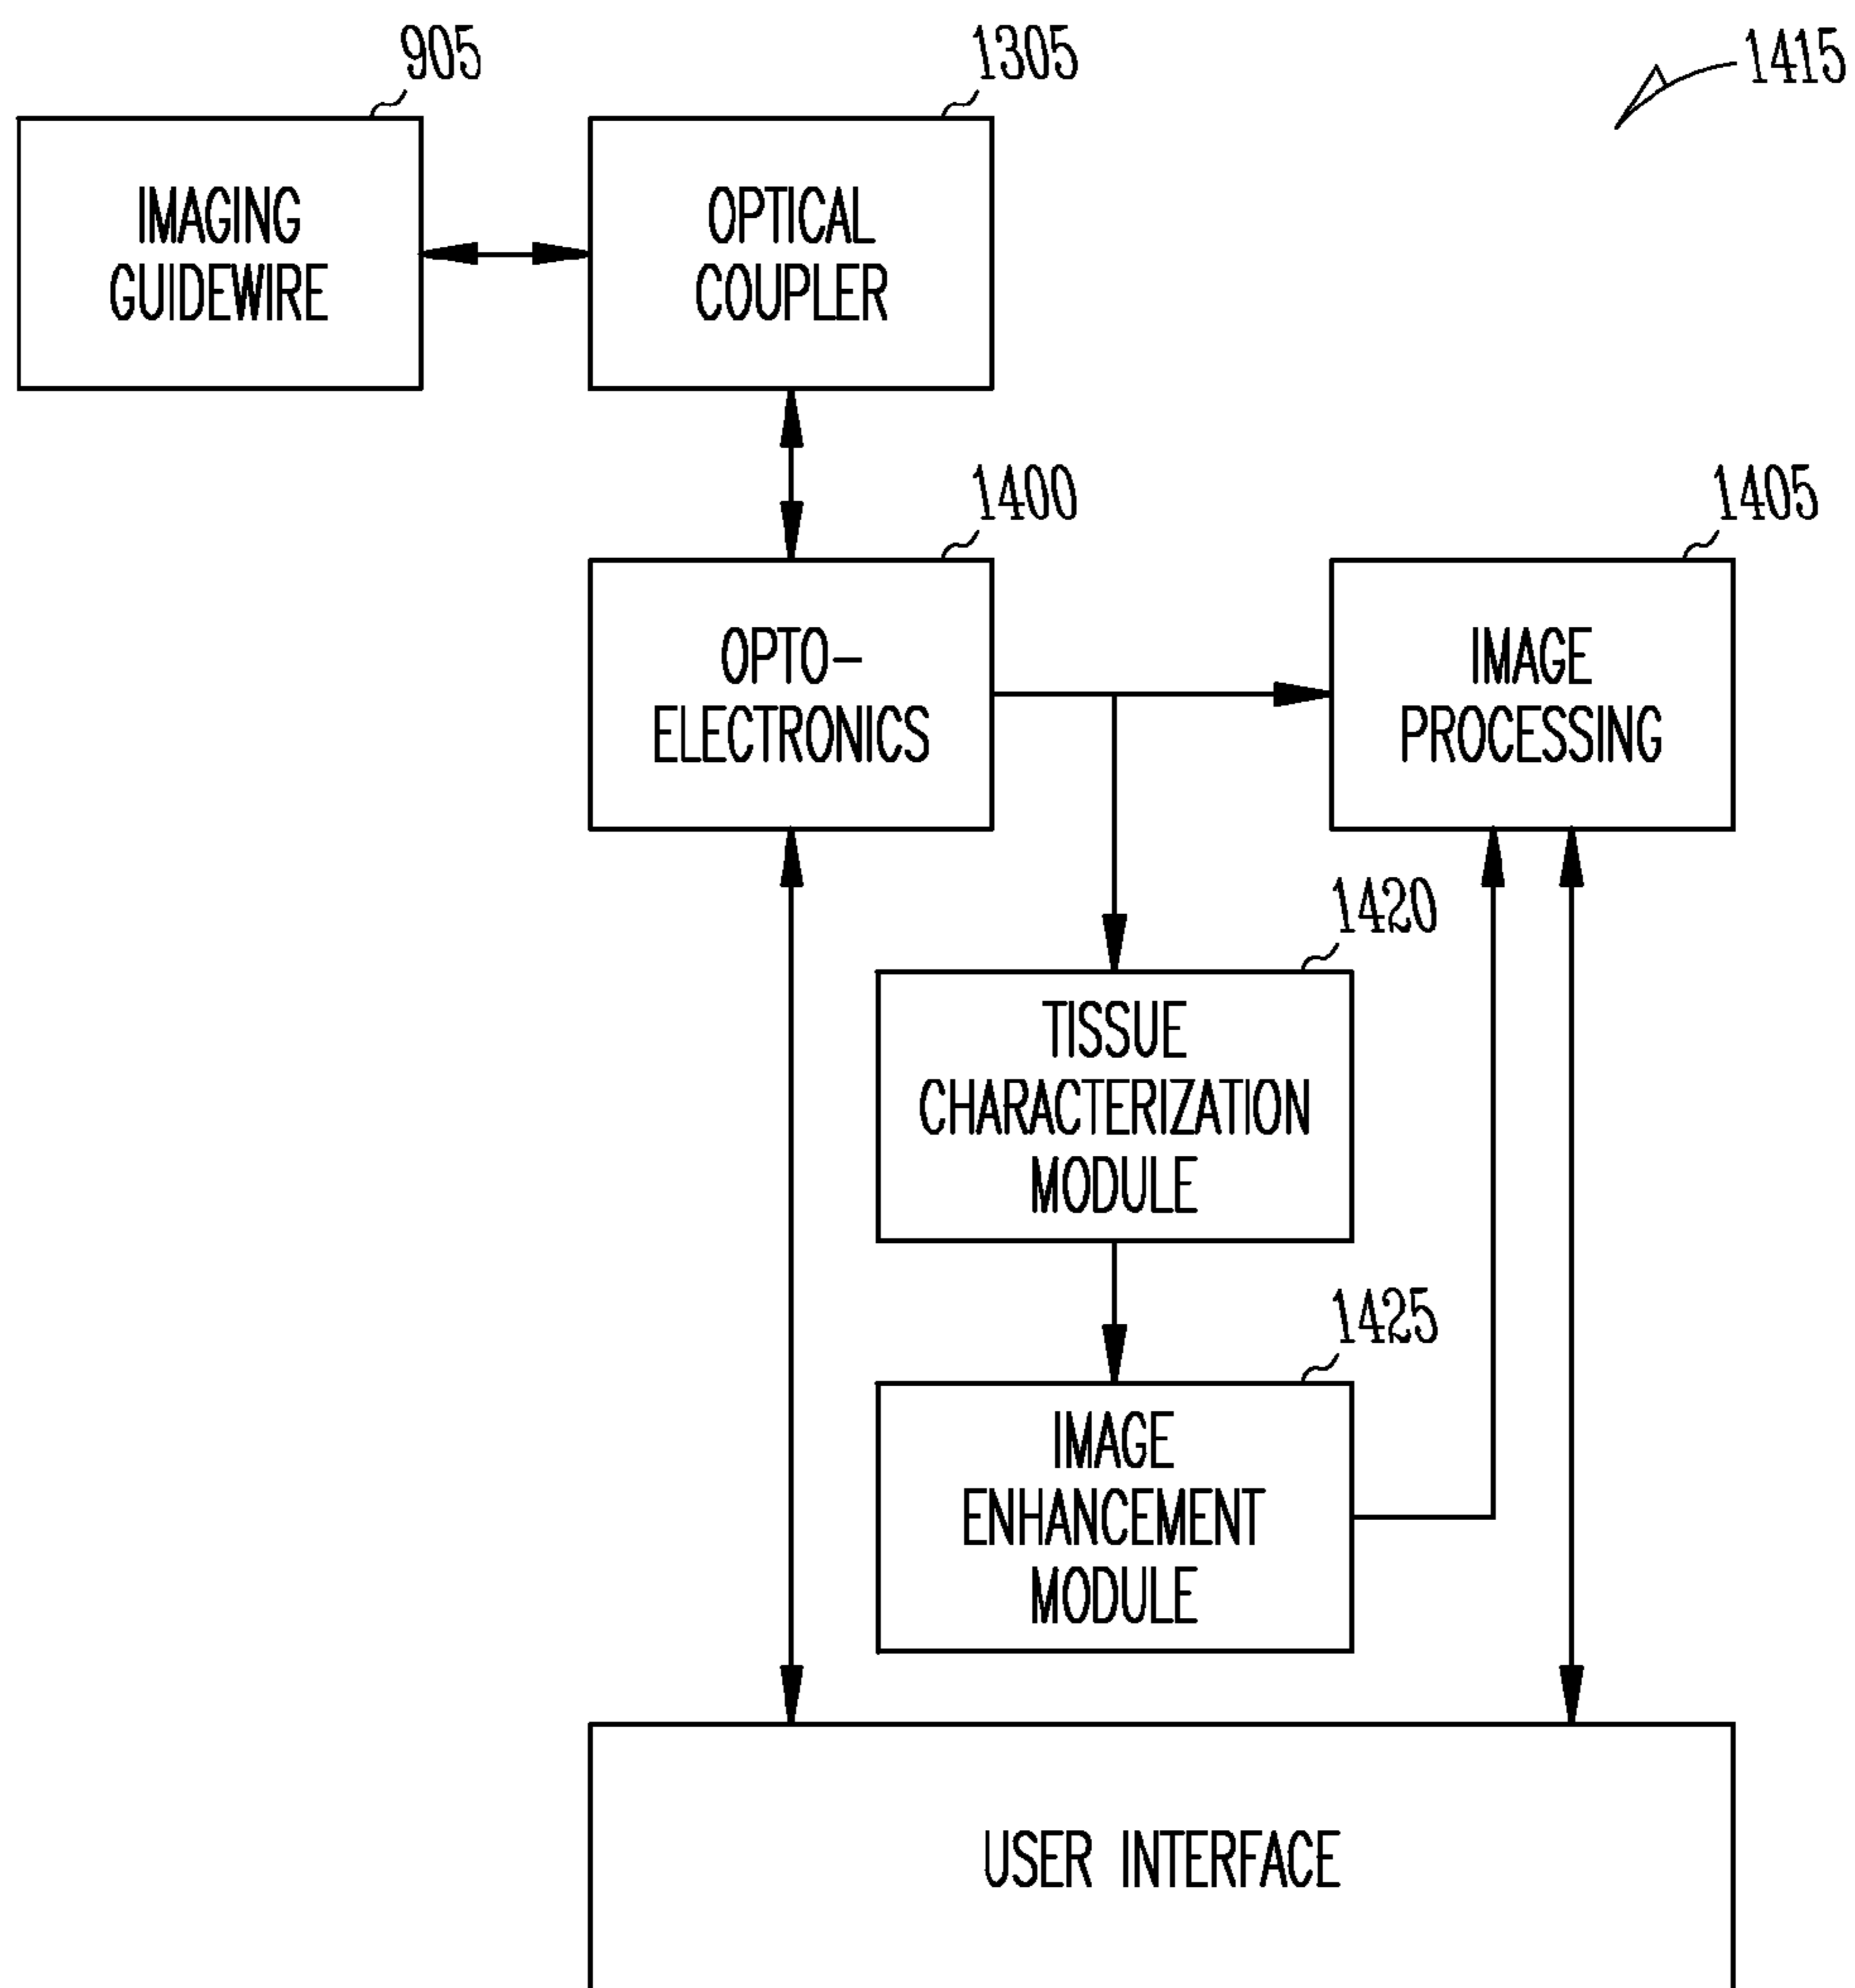 905
1305
1415
IMAGING
GUIDEWIRE
OPTICAL
COUPLER
1400
1405
OPTO-
ELECTRONICS
IMAGE
PROCESSING
1420
TISSUE
CHARACTERIZATION
MODULE
1425
IMAGE
ENHANCEMENT
MODULE
USER INTERFACE